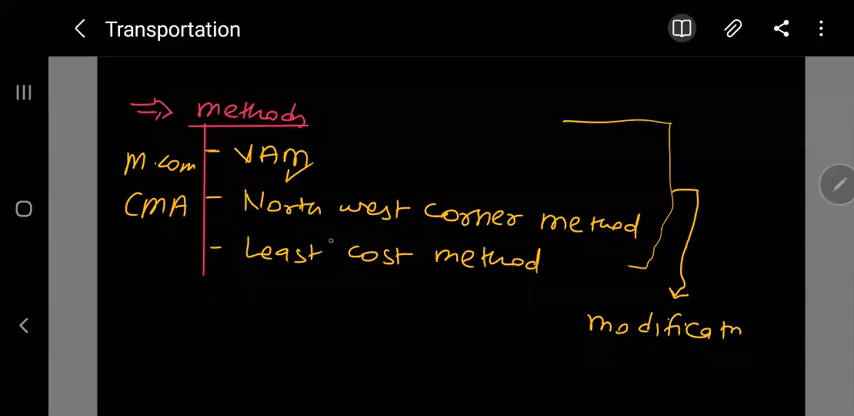 Transportation
⇒ methods
M.com - VAM
CMA - North west corner method
- Least cost method
modificatn